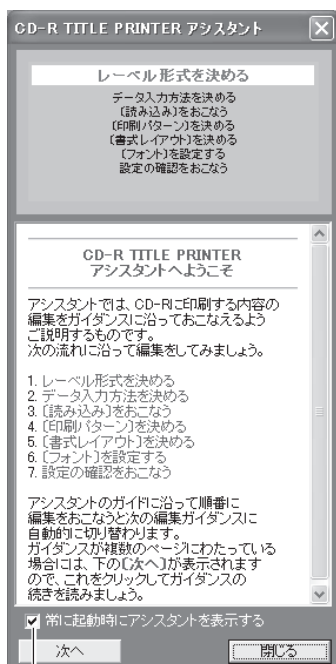 CD-R TITLE PRINTER アシスタント
レーベル形式を決める
データ入力方法を決める
〔読み込み〕をおこなう
〔印刷パターン〕を決める
〔書式レイアウト〕を決める
〔フォント〕を設定する
設定の確認をおこなう
CD-R TITLE PRINTER
アシスタントへようこそ
アシスタントでは、CD-Rに印刷する内容の
編集をガイダンスに沿っておこなえるよう
ご説明するものです。
次の流れに沿って編集をしてみましょう。
1. レーベル形式を決める
2. データ入力方法を決める
3. 〔読み込み〕をおこなう
4. 〔印刷パターン〕を決める
5. 〔書式レイアウト〕を決める
6. 〔フォント〕を設定する
7. 設定の確認をおこなう
アシスタントのガイドに沿って順番に
編集をおこなうと次の編集ガイダンスに
自動的に切り替わります。
ガイダンスが複数のページにわたっている
場合には、下の〔次へ〕が表示されます
ので、これをクリックしてガイダンスの
続きを読みましょう。
常に起動時にアシスタントを表示する
次へ
閉じる